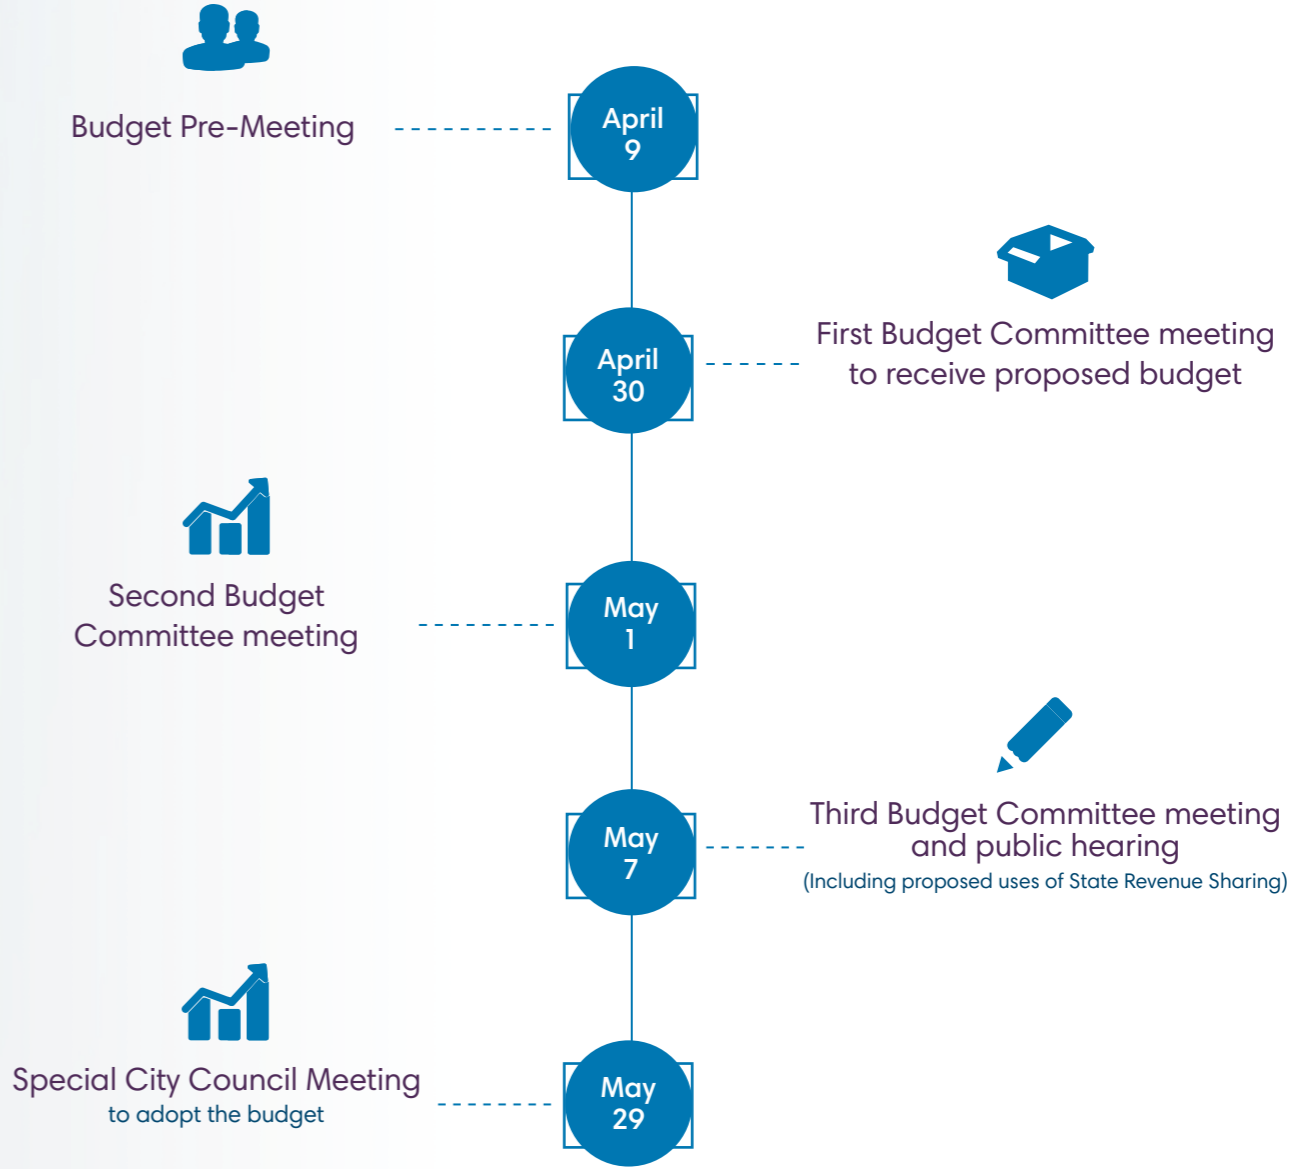 Budget Pre-Meeting
April
9
April
30
First Budget Committee meeting
to receive proposed budget
Second Budget
Committee meeting
May
1
May
7
Third Budget Committee meeting
and public hearing
(Including proposed uses of State Revenue Sharing)
Special City Council Meeting
to adopt the budget
May
29